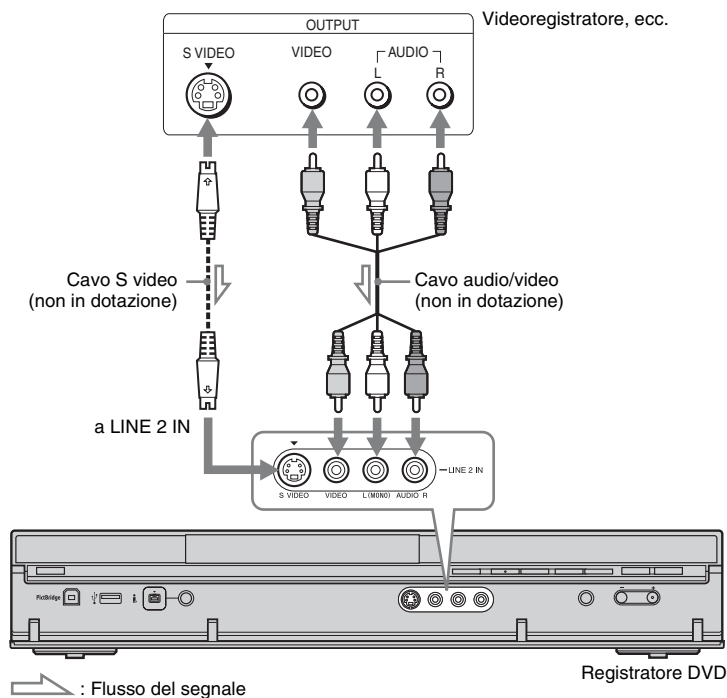 Videoregistratore, ecc.
OUTPUT
S VIDEO VIDEO AUDIO
L R
Cavo S video
(non in dotazione)
Cavo audio/video
(non in dotazione)
a LINE 2 IN
LINE 2 IN
S VIDEO VIDEO L(MONO) AUDIO R
PictBridge
Registratore DVD
: Flusso del segnale